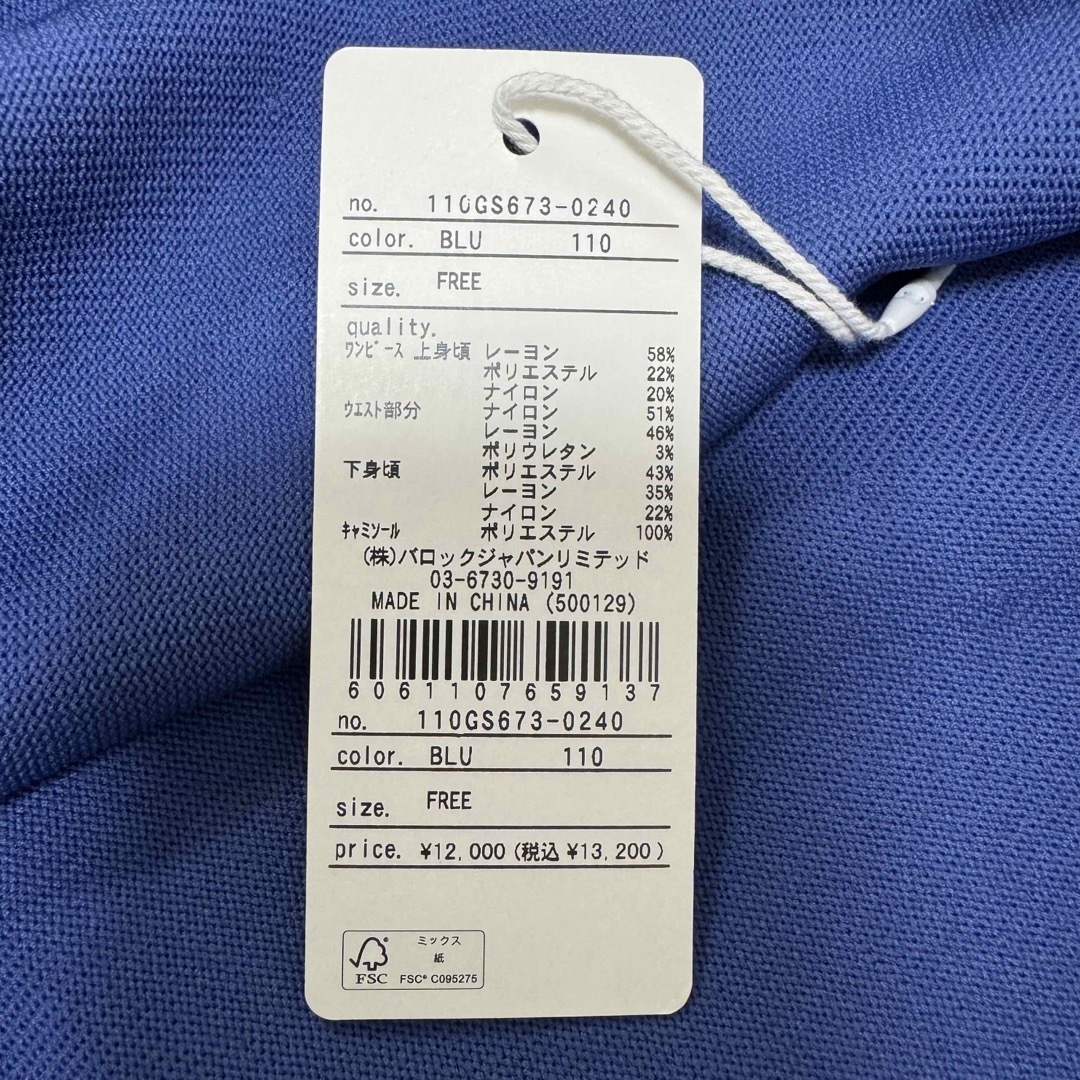 no. 110GS673-0240
color. BLU 110
size. FREE
quality.
ﾜﾝﾋﾟｰｽ 上身頃 レーヨン 58%
ポリエステル 22%
ナイロン 20%
ｳｴｽﾄ部分 ナイロン 51%
レーヨン 46%
ポリウレタン 3%
下身頃 ポリエステル 43%
レーヨン 35%
ナイロン 22%
ｷｬﾐｿｰﾙ ポリエステル 100%
(株)バロックジャパンリミテッド
03-6730-9191
MADE IN CHINA (500129)
606110765 9137
no. 110GS673-0240
color. BLU 110
size. FREE
price. ¥12,000 (税込 ¥13,200)
ミックス
紙
FSC FSC® C095275